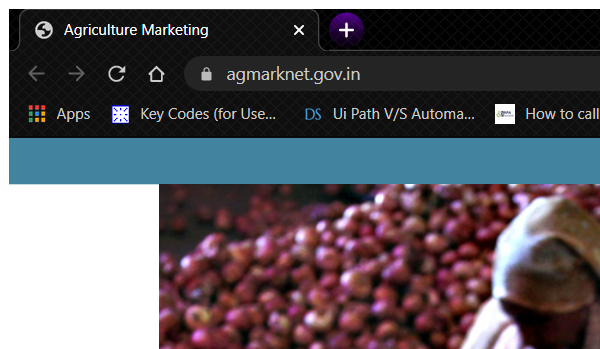 Agriculture Marketing
agmarknet.gov.in
Apps Key Codes (for Use... DS Ui Path V/S Automa... How to call